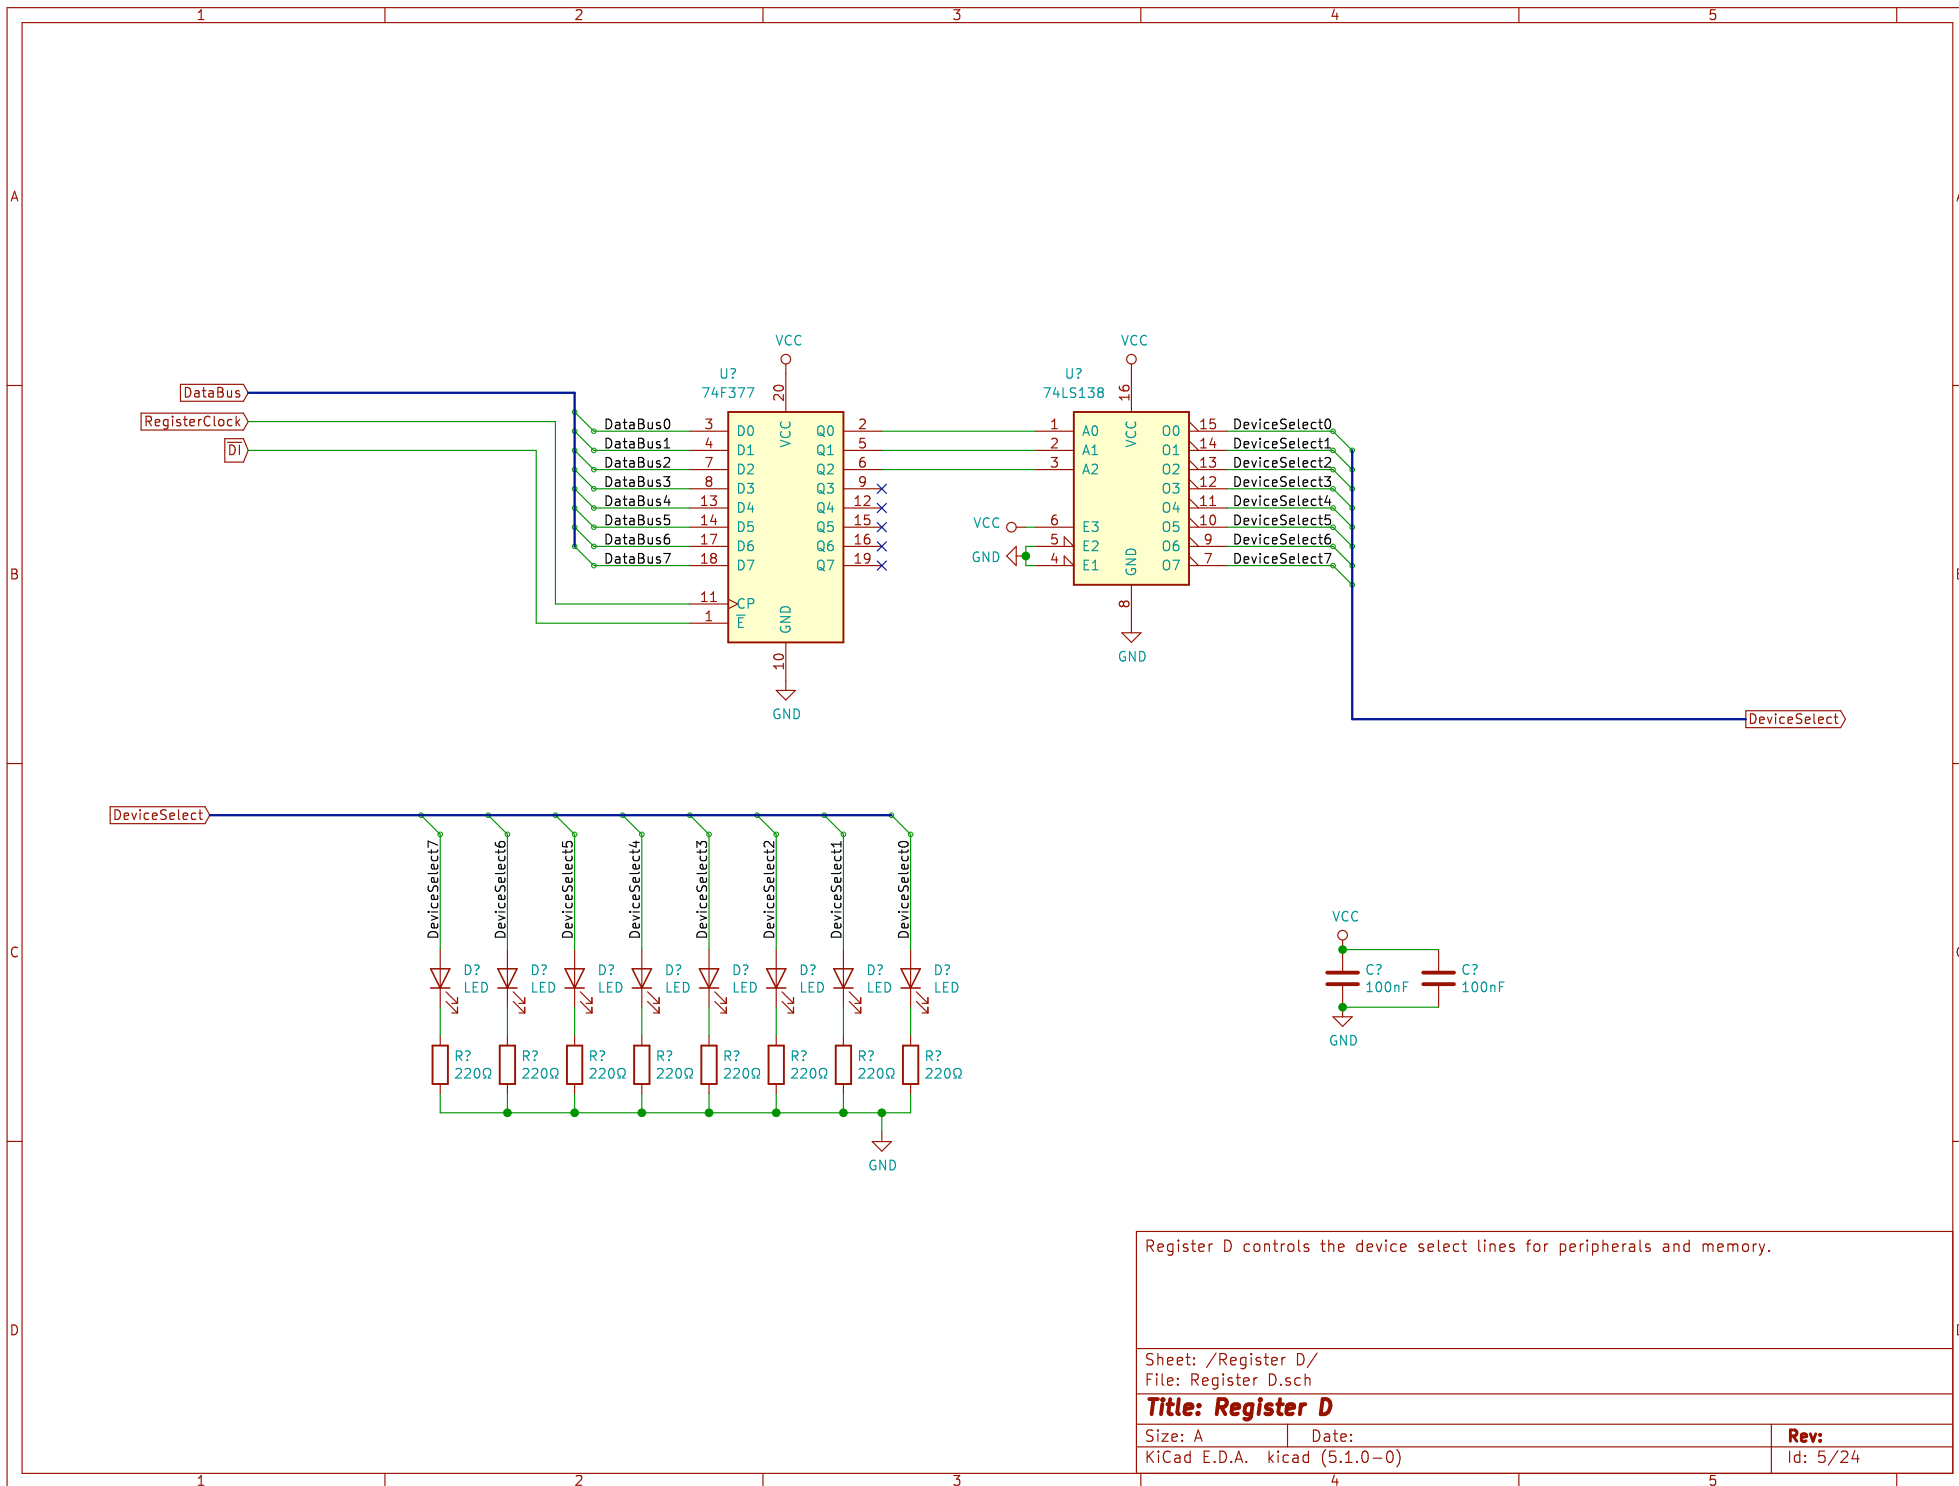 1 2 3 4 5
A A
B B
C C
D D
VCC VCC
U? U?
74F377 74LS138
20 16
DataBus
RegisterClock
D̅I̅
DataBus0 3 D0 VCC Q0 2 1 A0 VCC O0 15 DeviceSelect0
DataBus1 4 D1 Q1 5 2 A1 O1 14 DeviceSelect1
DataBus2 7 D2 Q2 6 3 A2 O2 13 DeviceSelect2
DataBus3 8 D3 Q3 9 O3 12 DeviceSelect3
DataBus4 13 D4 Q4 12 O4 11 DeviceSelect4
DataBus5 14 D5 Q5 15 VCC 6 E3 O5 10 DeviceSelect5
DataBus6 17 D6 Q6 16 5 E2 O6 9 DeviceSelect6
GND GND
DataBus7 18 D7 Q7 19 4 E1 O7 7 DeviceSelect7
11 CP
1 E̅ GND
10 8
GND GND
DeviceSelect
DeviceSelect
DeviceSelect7 DeviceSelect6 DeviceSelect5 DeviceSelect4 DeviceSelect3 DeviceSelect2 DeviceSelect1 DeviceSelect0
D? D? D? D? D? D? D? D?
LED LED LED LED LED LED LED LED
R? R? R? R? R? R? R? R?
220Ω 220Ω 220Ω 220Ω 220Ω 220Ω 220Ω 220Ω
GND
VCC
C? C?
100nF 100nF
GND
Register D controls the device select lines for peripherals and memory.
Sheet: /Register D/
File: Register D.sch
Title: Register D
Size: A Date: Rev:
KiCad E.D.A. kicad (5.1.0-0) Id: 5/24
1 2 3 4 5